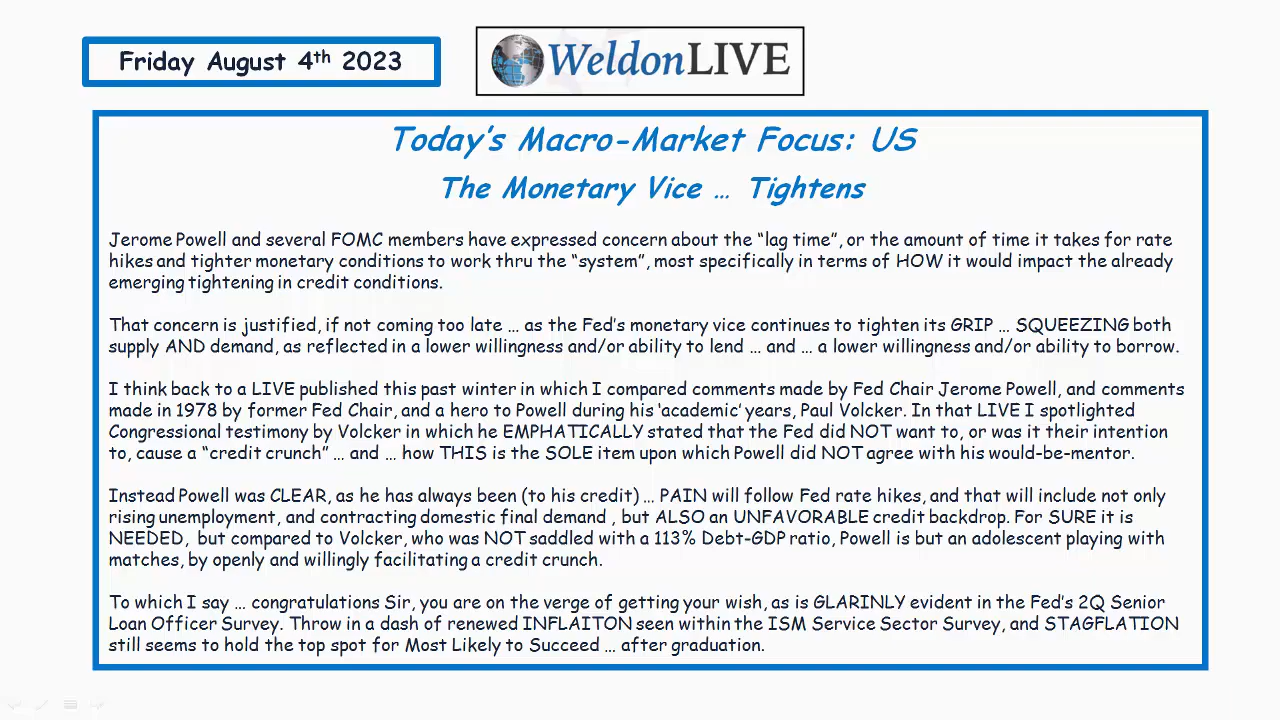 Friday August 4th 2023
WeldonLIVE
Today's Macro-Market Focus: US
The Monetary Vice … Tightens
Jerome Powell and several FOMC members have expressed concern about the “lag time”, or the amount of time it takes for rate
hikes and tighter monetary conditions to work thru the “system”, most specifically in terms of HOW it would impact the already
emerging tightening in credit conditions.
That concern is justified, if not coming too late … as the Fed’s monetary vice continues to tighten its GRIP … SQUEEZING both
supply AND demand, as reflected in a lower willingness and/or ability to lend … and … a lower willingness and/or ability to borrow.
I think back to a LIVE published this past winter in which I compared comments made by Fed Chair Jerome Powell, and comments
made in 1978 by former Fed Chair, and a hero to Powell during his ‘academic’ years, Paul Volcker. In that LIVE I spotlighted
Congressional testimony by Volcker in which he EMPHATICALLY stated that the Fed did NOT want to, or was it their intention
to, cause a “credit crunch” … and … how THIS is the SOLE item upon which Powell did NOT agree with his would-be-mentor.
Instead Powell was CLEAR, as he has always been (to his credit) … PAIN will follow Fed rate hikes, and that will include not only
rising unemployment, and contracting domestic final demand , but ALSO an UNFAVORABLE credit backdrop. For SURE it is
NEEDED, but compared to Volcker, who was NOT saddled with a 113% Debt-GDP ratio, Powell is but an adolescent playing with
matches, by openly and willingly facilitating a credit crunch.
To which I say … congratulations Sir, you are on the verge of getting your wish, as is GLARINLY evident in the Fed’s 2Q Senior
Loan Officer Survey. Throw in a dash of renewed INFLAITON seen within the ISM Service Sector Survey, and STAGFLATION
still seems to hold the top spot for Most Likely to Succeed … after graduation.